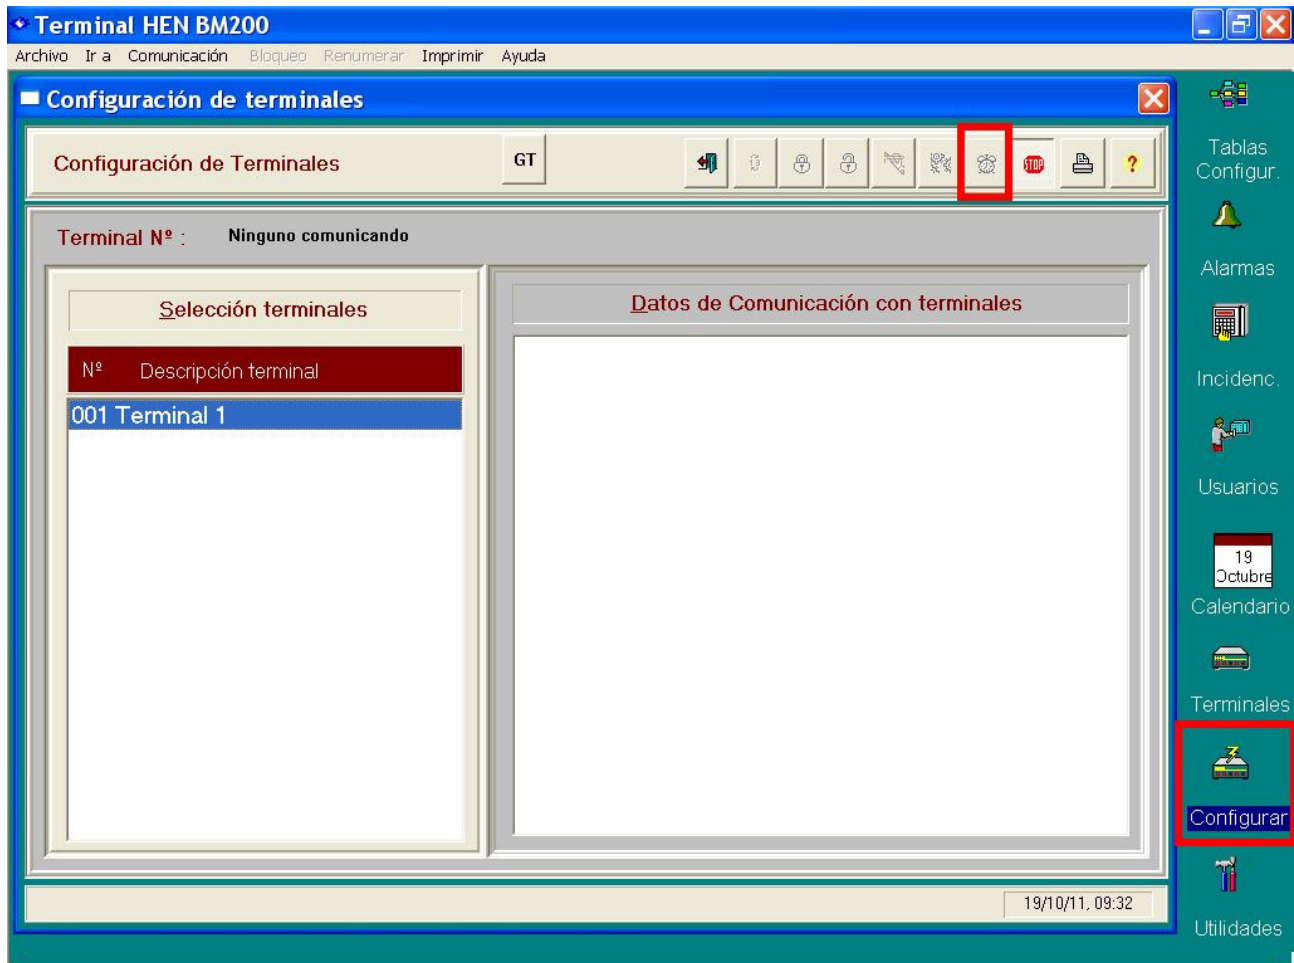 Terminal HEN BM200
Archivo Ir a Comunicación Bloqueo Renumerar Imprimir Ayuda
Configuración de terminales
Configuración de Terminales GT STOP ?
Terminal Nº : Ninguno comunicando
Selección terminales
Nº Descripción terminal
001 Terminal 1
Datos de Comunicación con terminales
19/10/11, 09:32
Tablas
Configur.
Alarmas
Incidenc.
Usuarios
19
Octubre
Calendario
Terminales
Configurar
Utilidades